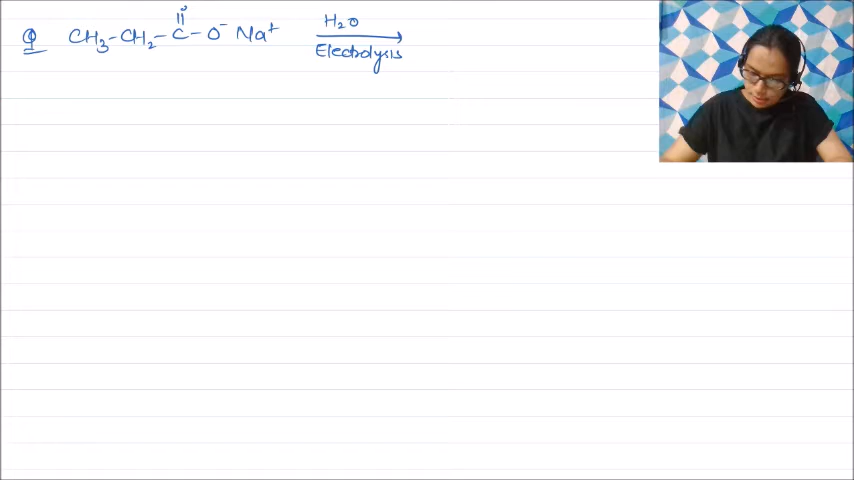 O
Q CH3-CH2-C-O⁻ Na⁺ H2O
||
Electrolysis